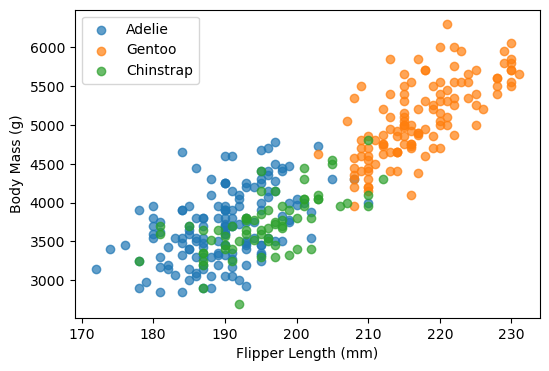 Adelie
Gentoo
Chinstrap
6000
5500
5000
4500
4000
3500
3000
Body Mass (g)
170 180 190 200 210 220 230
Flipper Length (mm)